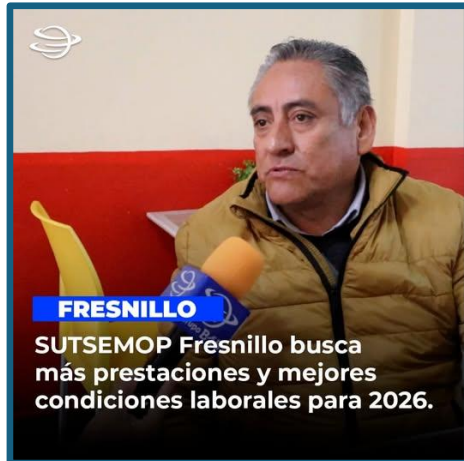 FRESNILLO
SUTSEMOP Fresnillo busca
más prestaciones y mejores
condiciones laborales para 2026.